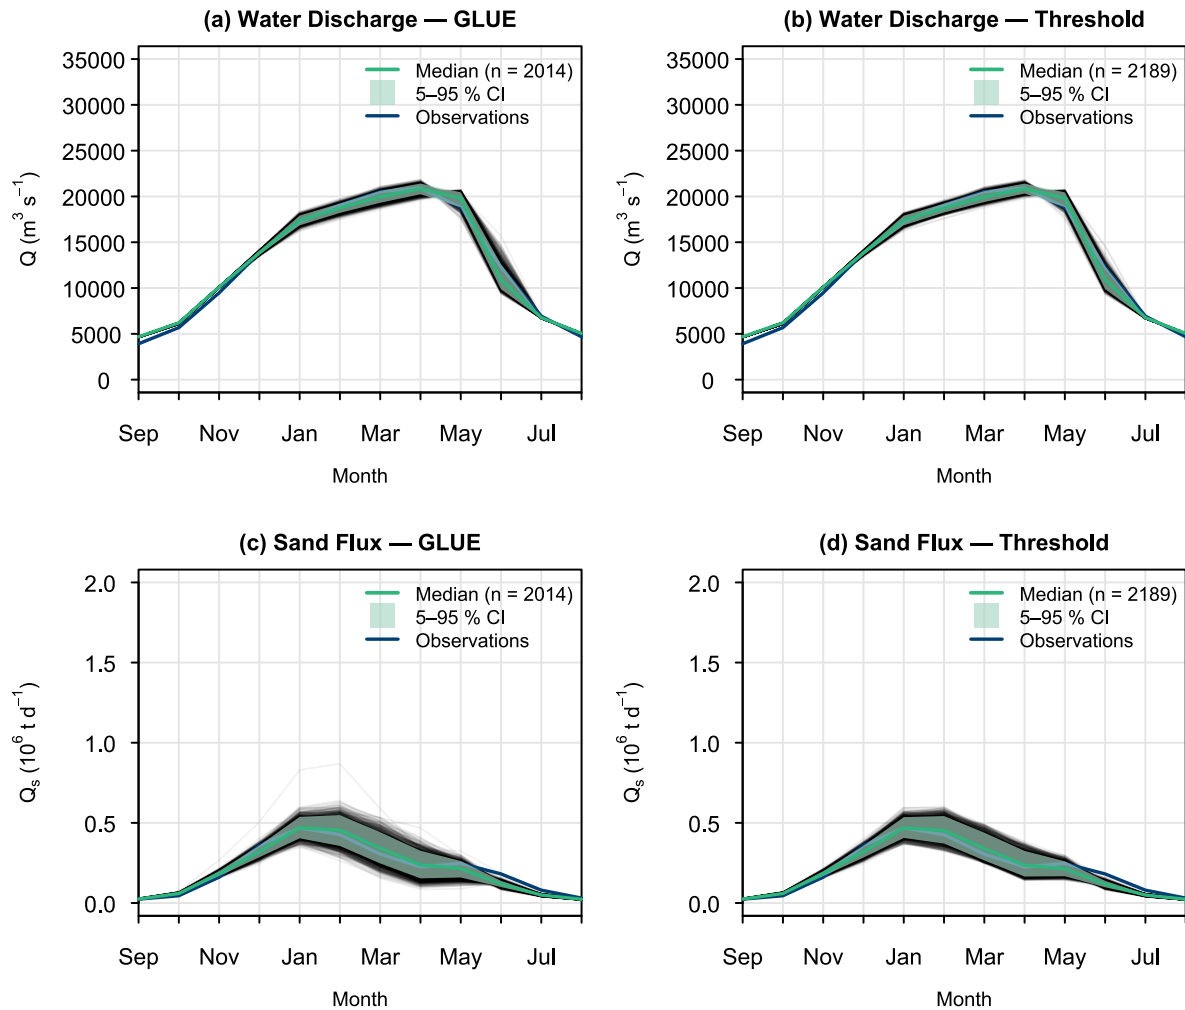 (a) Water Discharge — GLUE
Median (n = 2014)
5–95 % CI
Observations
35000
30000
25000
20000
15000
10000
5000
0
Q (m³ s⁻¹)
Sep Nov Jan Mar May Jul
Month
(b) Water Discharge — Threshold
Median (n = 2189)
5–95 % CI
Observations
35000
30000
25000
20000
15000
10000
5000
0
Q (m³ s⁻¹)
Sep Nov Jan Mar May Jul
Month
(c) Sand Flux — GLUE
Median (n = 2014)
5–95 % CI
Observations
2.0
1.5
1.0
0.5
0.0
Qₛ (10⁶ t d⁻¹)
Sep Nov Jan Mar May Jul
Month
(d) Sand Flux — Threshold
Median (n = 2189)
5–95 % CI
Observations
2.0
1.5
1.0
0.5
0.0
Qₛ (10⁶ t d⁻¹)
Sep Nov Jan Mar May Jul
Month